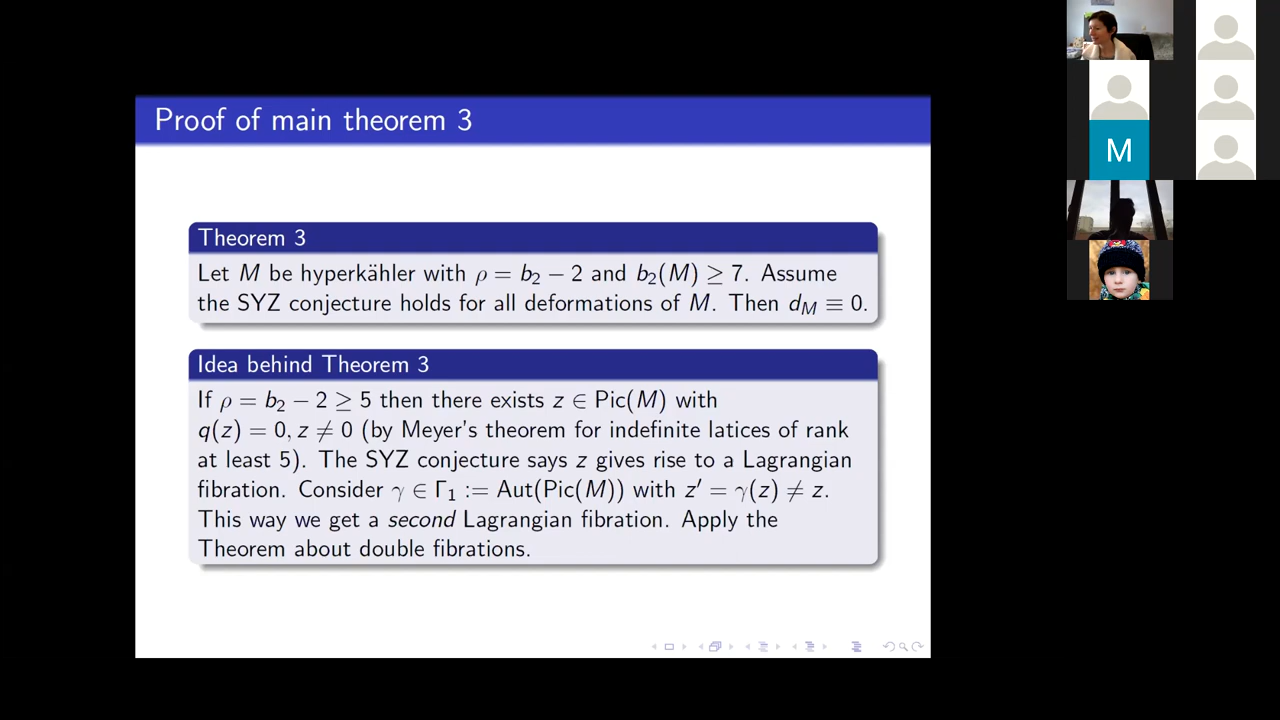 Proof of main theorem 3
Theorem 3
Let M be hyperkähler with ρ = b₂ − 2 and b₂(M) ≥ 7. Assume
the SYZ conjecture holds for all deformations of M. Then d_M ≡ 0.
Idea behind Theorem 3
If ρ = b₂ − 2 ≥ 5 then there exists z ∈ Pic(M) with
q(z) = 0, z ≠ 0 (by Meyer's theorem for indefinite latices of rank
at least 5). The SYZ conjecture says z gives rise to a Lagrangian
fibration. Consider γ ∈ Γ₁ := Aut(Pic(M)) with z′ = γ(z) ≠ z.
This way we get a second Lagrangian fibration. Apply the
Theorem about double fibrations.
M